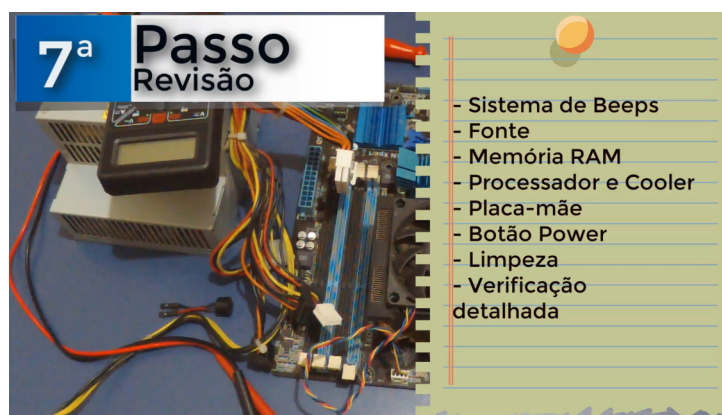 7ª
Passo
Revisão
- Sistema de Beeps
- Fonte
- Memória RAM
- Processador e Cooler
- Placa-mãe
- Botão Power
- Limpeza
- Verificação
detalhada